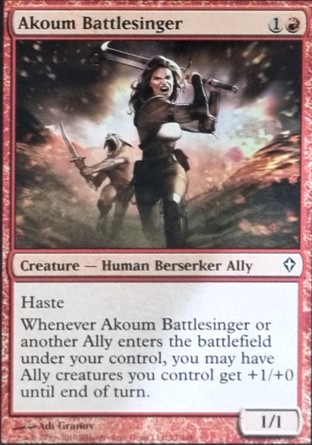 Akoum Battlesinger 1
Creature — Human Berserker Ally
Haste
Whenever Akoum Battlesinger or
another Ally enters the battlefield
under your control, you may have
Ally creatures you control get +1/+0
until end of turn.
Adi Granov
1/1